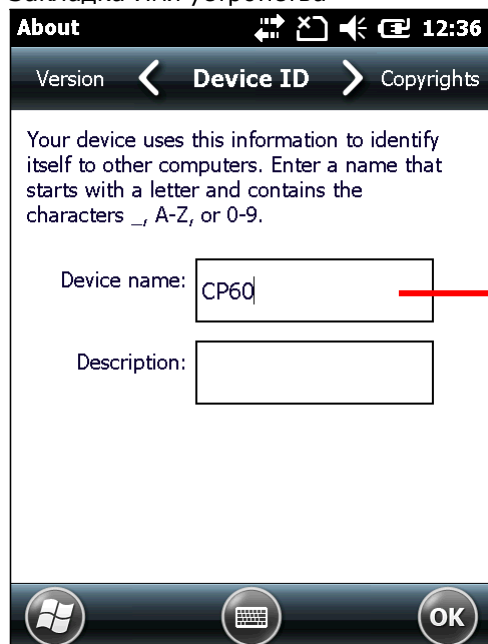 Закладка Имя устройства
About 12:36
Version Device ID Copyrights
Your device uses this information to identify
itself to other computers. Enter a name that
starts with a letter and contains the
characters _, A-Z, or 0-9.
Device name: CP60
Description:
OK